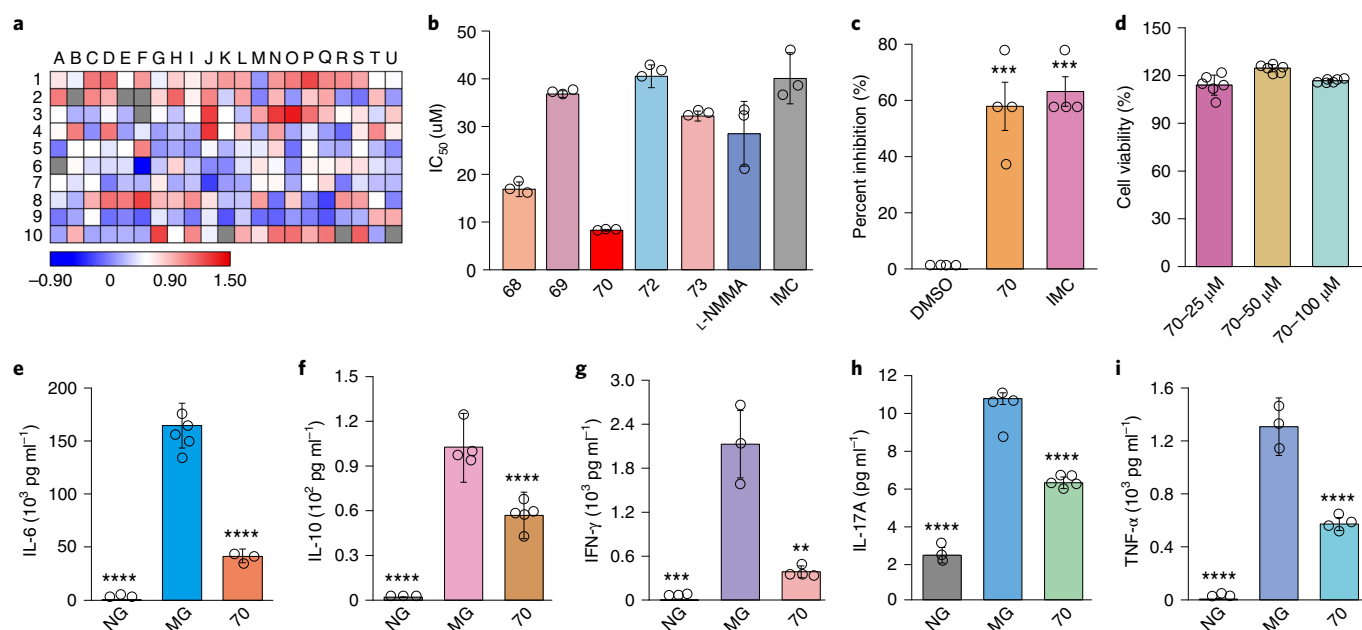 a
A B C D E F G H I J K L M N O P Q R S T U
1
2
3
4
5
6
7
8
9
10
−0.90 0 0.90 1.50
b
IC50 (uM)
60
40
20
0
68
69
70
72
73
L-NMMA
IMC
c
Percent inhibition (%)
80
60
40
20
0
***
***
DMSO
70
IMC
d
Cell viability (%)
180
150
120
90
60
30
0
70–25 μM
70–50 μM
70–100 μM
e
IL-6 (10³ pg ml−1)
200
150
100
50
0
****
****
NG
MG
70
f
IL-10 (10² pg ml−1)
1.5
1.2
0.9
0.6
0.3
0
****
****
NG
MG
70
g
IFN-γ (10³ pg ml−1)
3.0
2.4
1.8
1.2
0.6
0
***
**
NG
MG
70
h
IL-17A (pg ml−1)
12
10
8
6
4
2
0
****
****
NG
MG
70
i
TNF-α (10³ pg ml−1)
1.6
1.2
0.8
0.4
0
****
****
NG
MG
70